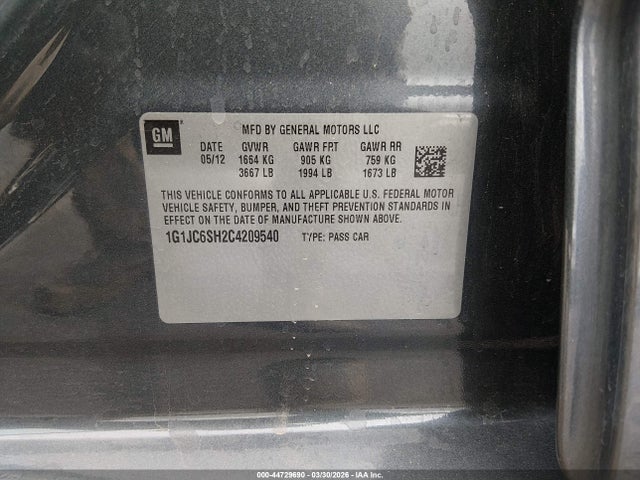 GM
MFD BY GENERAL MOTORS LLC
DATE GVWR GAWR FRT GAWR RR
05/12 1664 KG 905 KG 759 KG
3667 LB 1994 LB 1673 LB
THIS VEHICLE CONFORMS TO ALL APPLICABLE U.S. FEDERAL MOTOR
VEHICLE SAFETY, BUMPER, AND THEFT PREVENTION STANDARDS IN
EFFECT ON THE DATE OF MANUFACTURE SHOWN ABOVE.
1G1JC6SH2C4209540 TYPE: PASS CAR
000-44729690 - 03/30/2026 - IAA Inc.